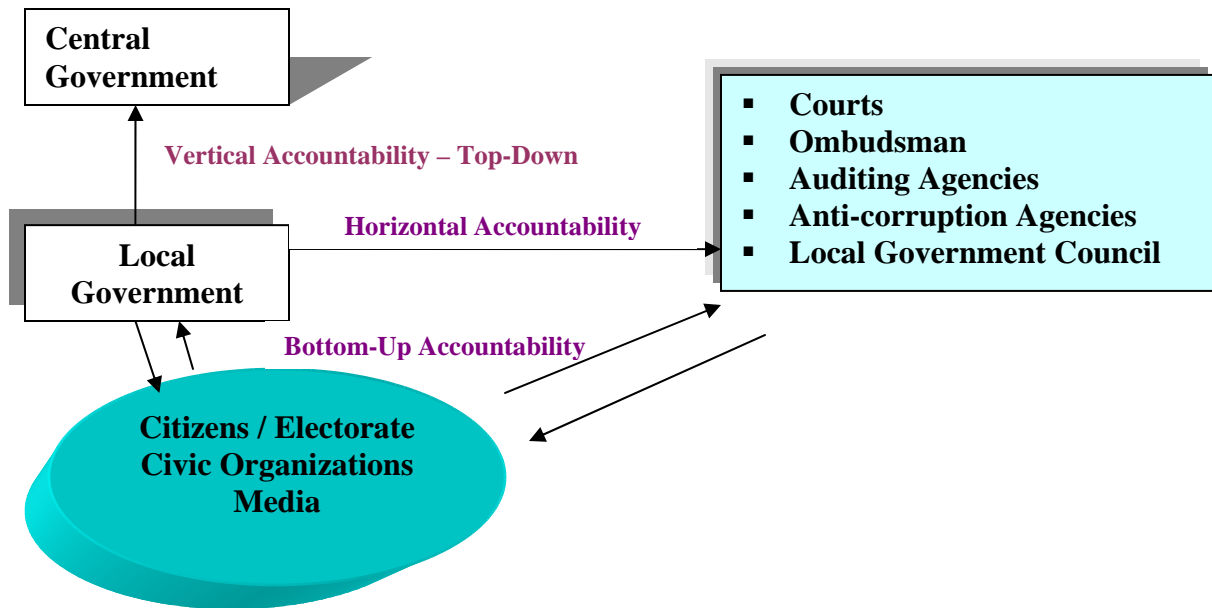 Central
Government
Vertical Accountability – Top-Down
▪ Courts
▪ Ombudsman
▪ Auditing Agencies
▪ Anti-corruption Agencies
▪ Local Government Council
Horizontal Accountability
Local
Government
Bottom-Up Accountability
Citizens / Electorate
Civic Organizations
Media